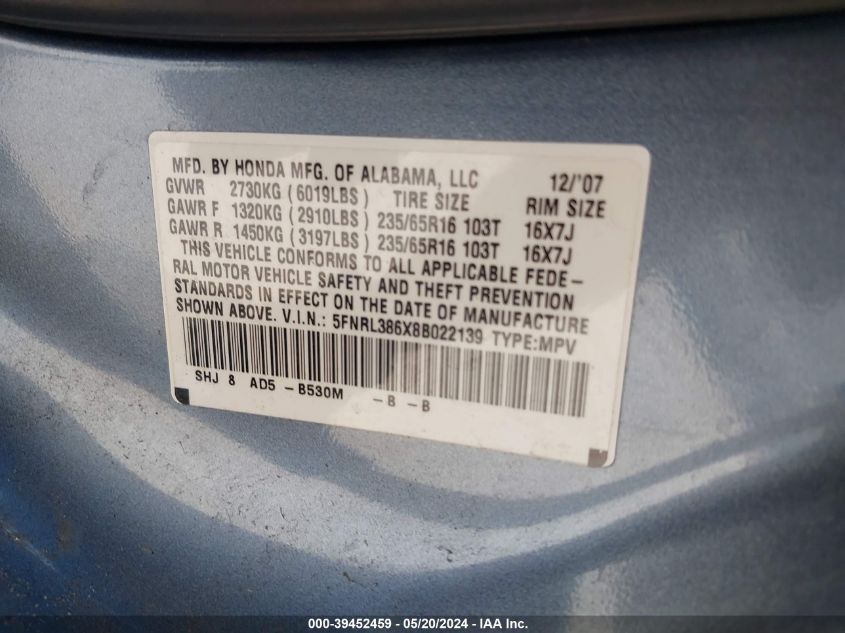 MFD. BY HONDA MFG. OF ALABAMA, LLC 12/'07
GVWR 2730KG ( 6019LBS ) TIRE SIZE RIM SIZE
GAWR F 1320KG ( 2910LBS ) 235/65R16 103T 16X7J
GAWR R 1450KG ( 3197LBS ) 235/65R16 103T 16X7J
THIS VEHICLE CONFORMS TO ALL APPLICABLE FEDE-
RAL MOTOR VEHICLE SAFETY AND THEFT PREVENTION
STANDARDS IN EFFECT ON THE DATE OF MANUFACTURE
SHOWN ABOVE. V.I.N.: 5FNRL386X8B022139 TYPE:MPV
SHJ 8 AD5 -B530M -B -B
000-39452459 - 05/20/2024 - IAA Inc.